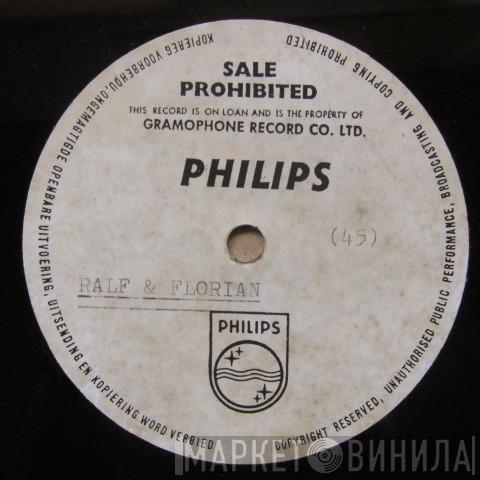 KOPIEREG VOORBEHOU, ONGEMAGTIGDE OPENBARE UITVOERING, UITSENDING EN KOPIERING WORD VERBIED
COPYRIGHT RESERVED, UNAUTHORISED PUBLIC PERFORMANCE, BROADCASTING AND COPYING PROHIBITED
SALE
PROHIBITED
THIS RECORD IS ON LOAN AND IS THE PROPERTY OF
GRAMOPHONE RECORD CO. LTD.
PHILIPS
(45)
RALF & FLORIAN
PHILIPS
МАРКЕТ ВИНИЛА